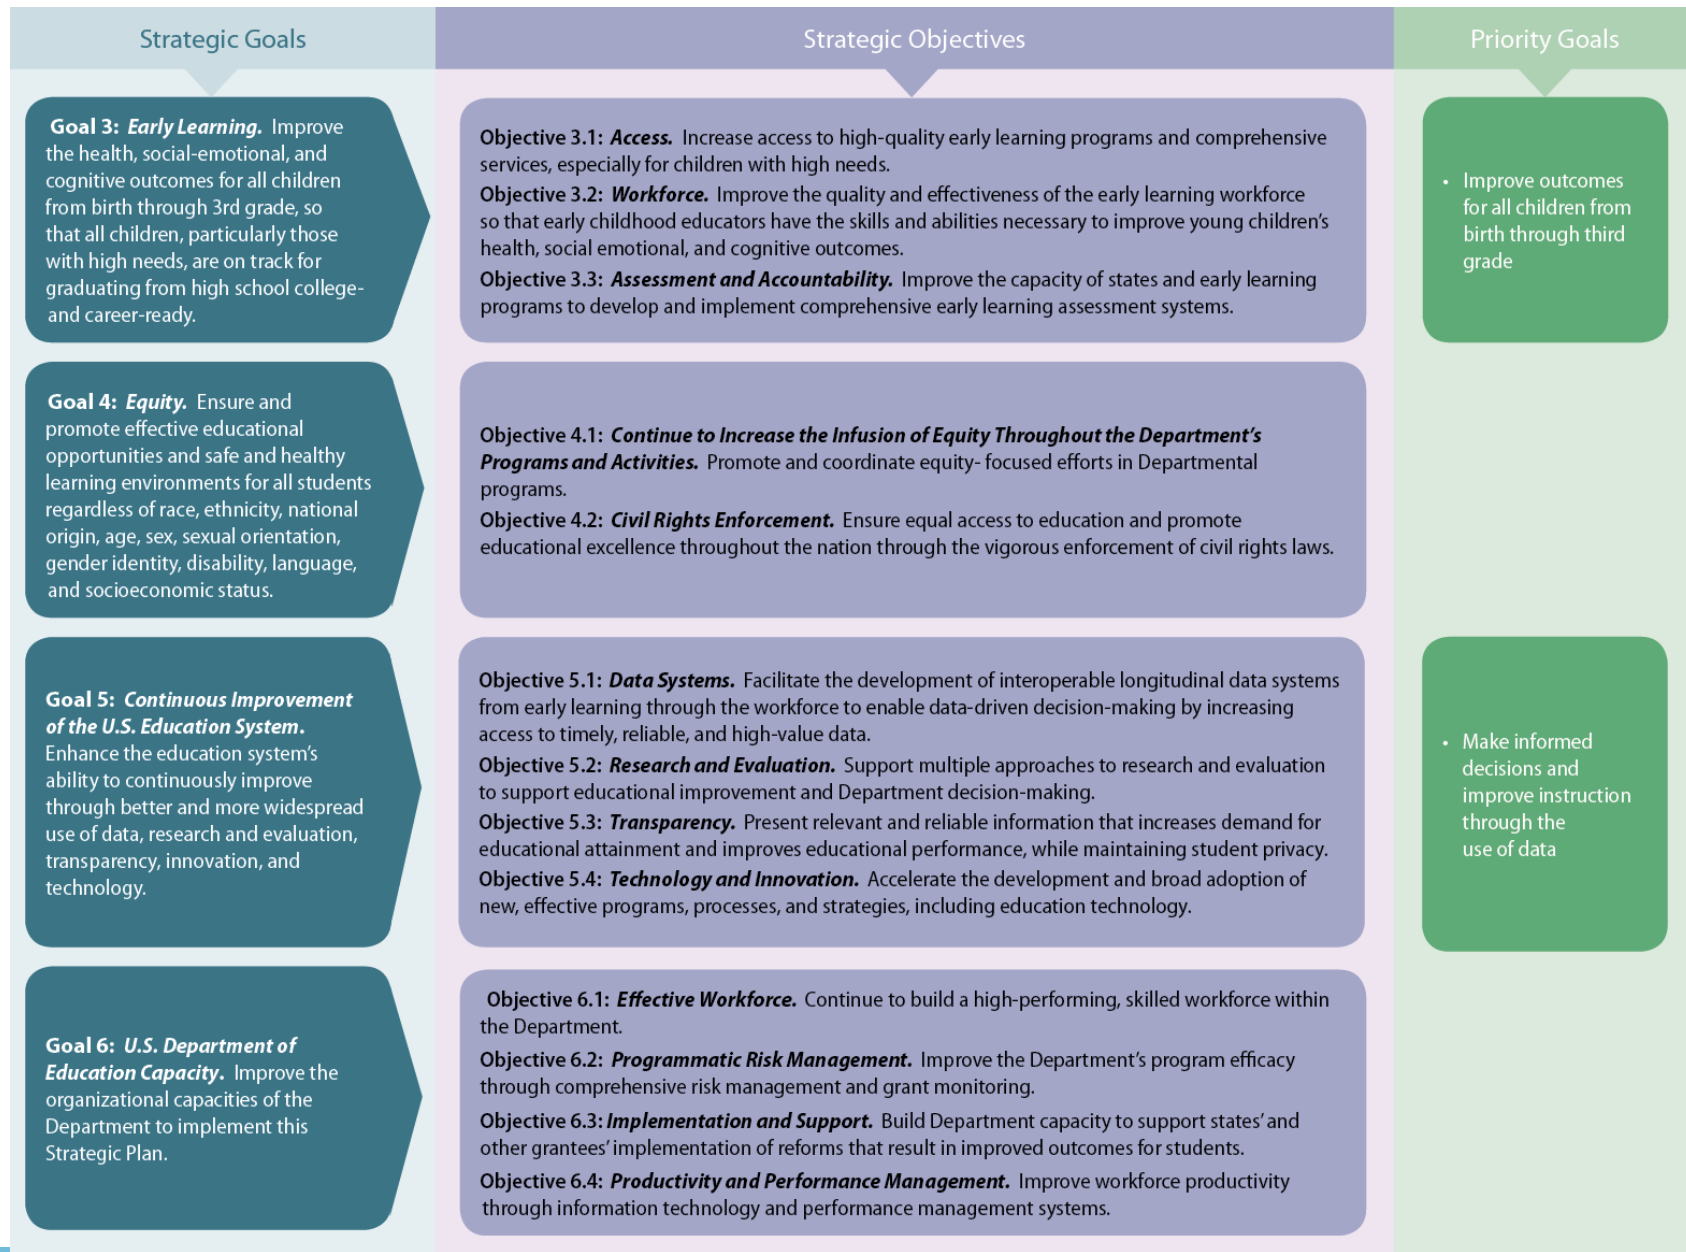 Strategic Goals
Strategic Objectives
Priority Goals
Goal 3: Early Learning. Improve
the health, social-emotional, and
cognitive outcomes for all children
from birth through 3rd grade, so
that all children, particularly those
with high needs, are on track for
graduating from high school college-
and career-ready.
Objective 3.1: Access. Increase access to high-quality early learning programs and comprehensive
services, especially for children with high needs.
Objective 3.2: Workforce. Improve the quality and effectiveness of the early learning workforce
so that early childhood educators have the skills and abilities necessary to improve young children's
health, social emotional, and cognitive outcomes.
Objective 3.3: Assessment and Accountability. Improve the capacity of states and early learning
programs to develop and implement comprehensive early learning assessment systems.
• Improve outcomes
for all children from
birth through third
grade
Goal 4: Equity. Ensure and
promote effective educational
opportunities and safe and healthy
learning environments for all students
regardless of race, ethnicity, national
origin, age, sex, sexual orientation,
gender identity, disability, language,
and socioeconomic status.
Objective 4.1: Continue to Increase the Infusion of Equity Throughout the Department's
Programs and Activities. Promote and coordinate equity- focused efforts in Departmental
programs.
Objective 4.2: Civil Rights Enforcement. Ensure equal access to education and promote
educational excellence throughout the nation through the vigorous enforcement of civil rights laws.
Goal 5: Continuous Improvement
of the U.S. Education System.
Enhance the education system's
ability to continuously improve
through better and more widespread
use of data, research and evaluation,
transparency, innovation, and
technology.
Objective 5.1: Data Systems. Facilitate the development of interoperable longitudinal data systems
from early learning through the workforce to enable data-driven decision-making by increasing
access to timely, reliable, and high-value data.
Objective 5.2: Research and Evaluation. Support multiple approaches to research and evaluation
to support educational improvement and Department decision-making.
Objective 5.3: Transparency. Present relevant and reliable information that increases demand for
educational attainment and improves educational performance, while maintaining student privacy.
Objective 5.4: Technology and Innovation. Accelerate the development and broad adoption of
new, effective programs, processes, and strategies, including education technology.
• Make informed
decisions and
improve instruction
through the
use of data
Goal 6: U.S. Department of
Education Capacity. Improve the
organizational capacities of the
Department to implement this
Strategic Plan.
Objective 6.1: Effective Workforce. Continue to build a high-performing, skilled workforce within
the Department.
Objective 6.2: Programmatic Risk Management. Improve the Department's program efficacy
through comprehensive risk management and grant monitoring.
Objective 6.3: Implementation and Support. Build Department capacity to support states' and
other grantees' implementation of reforms that result in improved outcomes for students.
Objective 6.4: Productivity and Performance Management. Improve workforce productivity
through information technology and performance management systems.